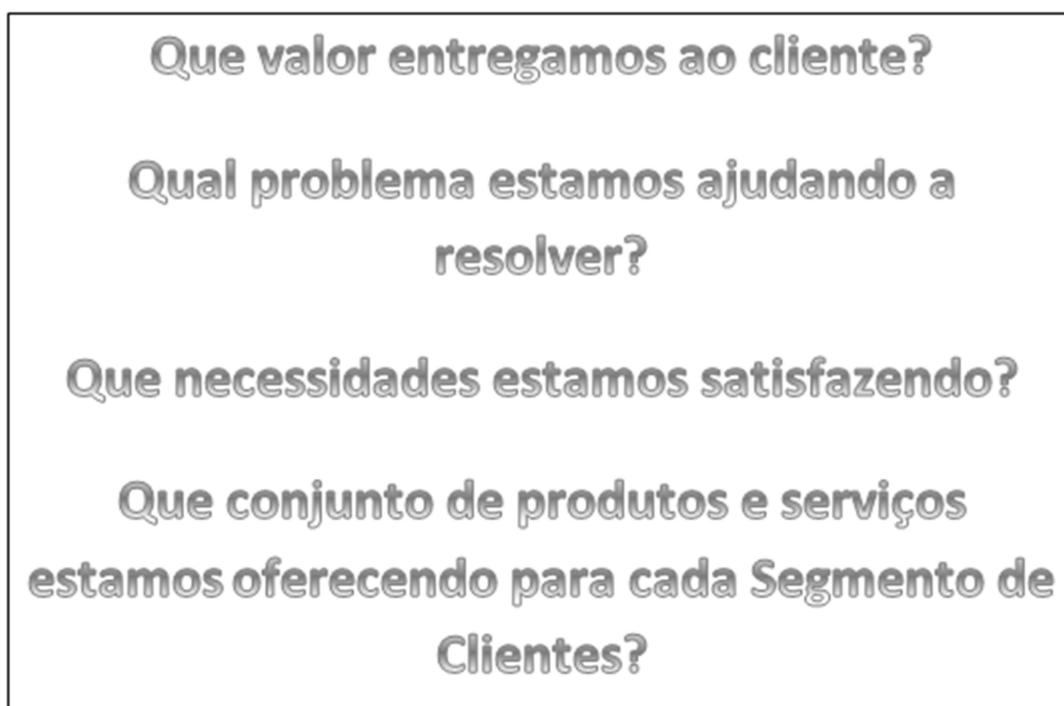 Que valor entregamos ao cliente?
Qual problema estamos ajudando a
resolver?
Que necessidades estamos satisfazendo?
Que conjunto de produtos e serviços
estamos oferecendo para cada Segmento de
Clientes?